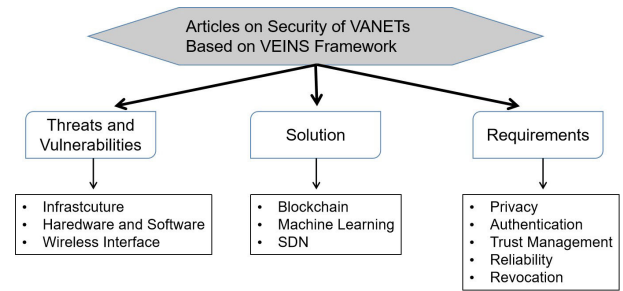 Articles on Security of VANETs
Based on VEINS Framework
Threats and
Vulnerabilities
Solution
Requirements
• Infrastcuture
• Haredware and Software
• Wireless Interface
• Blockchain
• Machine Learning
• SDN
• Privacy
• Authentication
• Trust Management
• Reliability
• Revocation